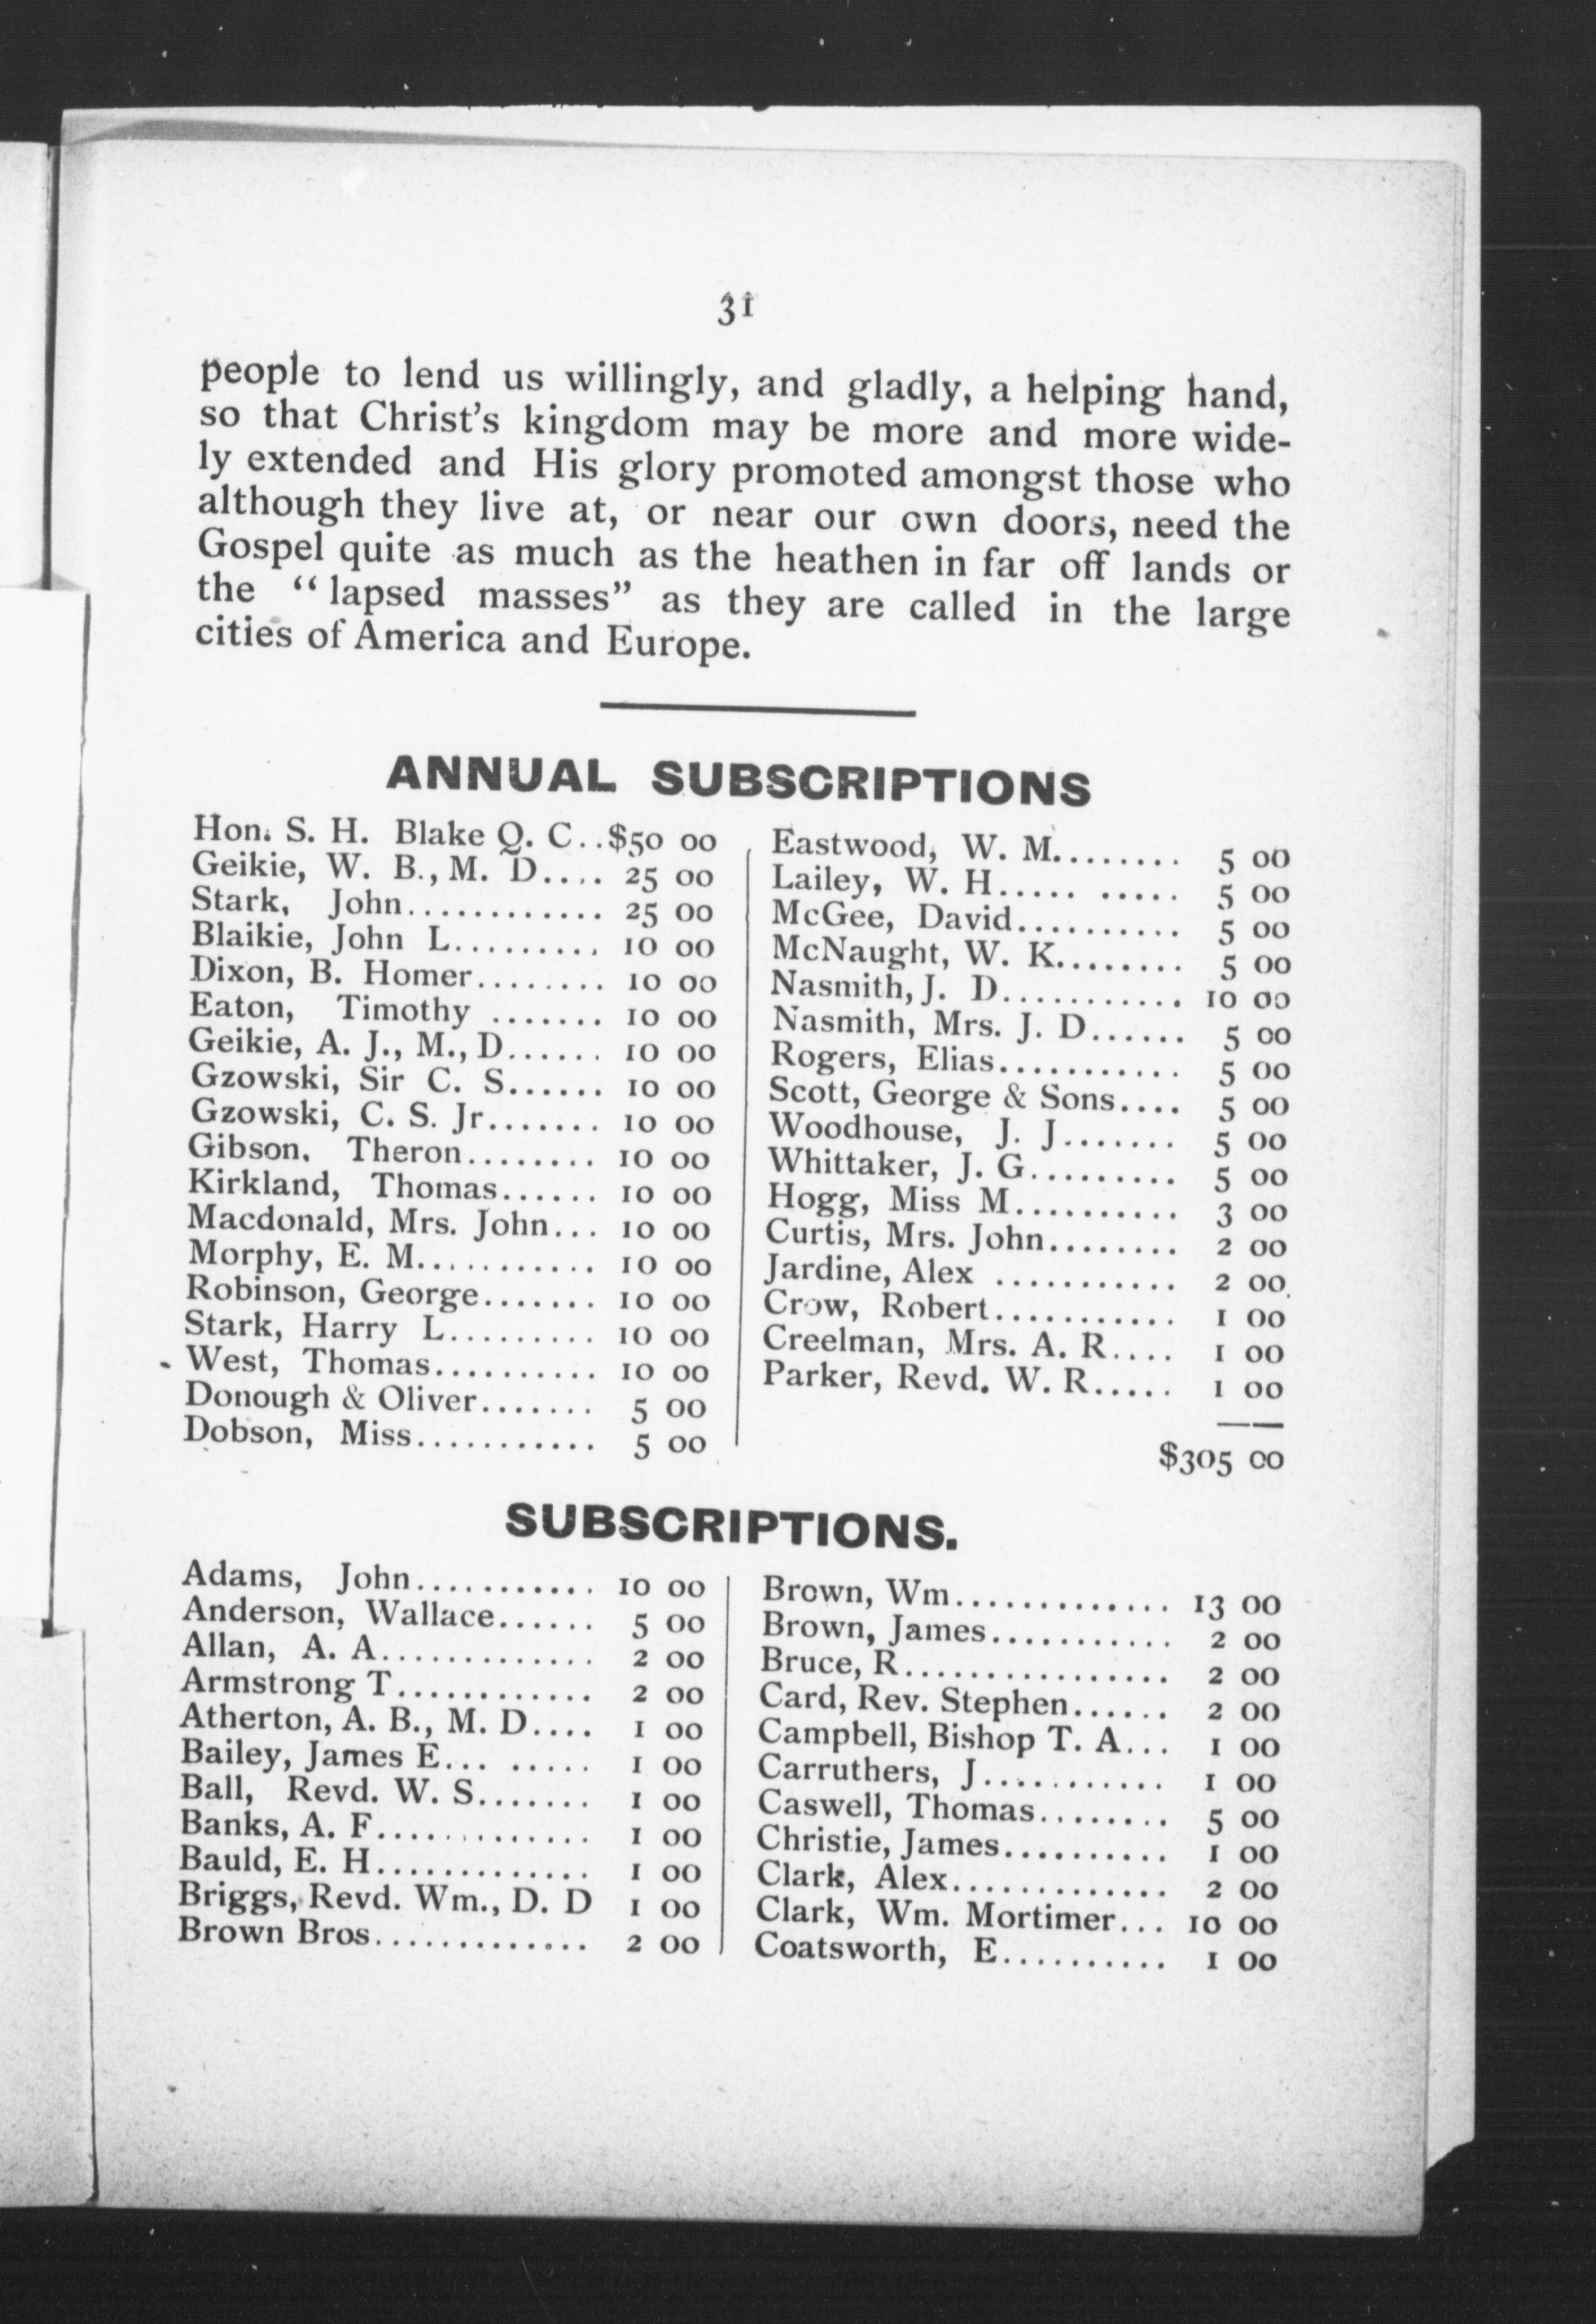 31
people to lend us willingly, and gladly, a helping hand,
so that Christ's kingdom may be more and more wide-
ly extended and His glory promoted amongst those who
although they live at, or near our own doors, need the
Gospel quite as much as the heathen in far off lands or
the “lapsed masses” as they are called in the large
cities of America and Europe.
ANNUAL SUBSCRIPTIONS
Hon. S. H. Blake Q. C..$50 00
Geikie, W. B., M. D.... 25 00
Stark, John............ 25 00
Blaikie, John L......... 10 00
Dixon, B. Homer........ 10 00
Eaton, Timothy ....... 10 00
Geikie, A. J., M., D...... 10 00
Gzowski, Sir C. S...... 10 00
Gzowski, C. S. Jr....... 10 00
Gibson. Theron........ 10 00
Kirkland, Thomas...... 10 00
Macdonald, Mrs. John... 10 00
Morphy, E. M........... 10 00
Robinson, George....... 10 00
Stark, Harry L......... 10 00
West, Thomas.......... 10 00
Donough & Oliver....... 5 00
Dobson, Miss........... 5 00
Eastwood, W. M........ 5 00
Lailey, W. H..... ..... 5 00
McGee, David.......... 5 00
McNaught, W. K........ 5 00
Nasmith, J. D........... 10 00
Nasmith, Mrs. J. D...... 5 00
Rogers, Elias........... 5 00
Scott, George & Sons.... 5 00
Woodhouse, J. J....... 5 00
Whittaker, J. G......... 5 00
Hogg, Miss M.......... 3 00
Curtis, Mrs. John........ 2 00
Jardine, Alex ........... 2 00
Crow, Robert........... 1 00
Creelman, Mrs. A. R.... 1 00
Parker, Revd. W. R..... 1 00
$305 00
SUBSCRIPTIONS.
Adams, John........... 10 00
Anderson, Wallace...... 5 00
Allan, A. A............. 2 00
Armstrong T............ 2 00
Atherton, A. B., M. D.... 1 00
Bailey, James E... ..... 1 00
Ball, Revd. W. S....... 1 00
Banks, A. F............. 1 00
Bauld, E. H............. 1 00
Briggs, Revd. Wm., D. D 1 00
Brown Bros............. 2 00
Brown, Wm............. 13 00
Brown, James........... 2 00
Bruce, R................ 2 00
Card, Rev. Stephen...... 2 00
Campbell, Bishop T. A... 1 00
Carruthers, J........... 1 00
Caswell, Thomas........ 5 00
Christie, James.......... 1 00
Clark, Alex............. 2 00
Clark, Wm. Mortimer... 10 00
Coatsworth, E.......... 1 00